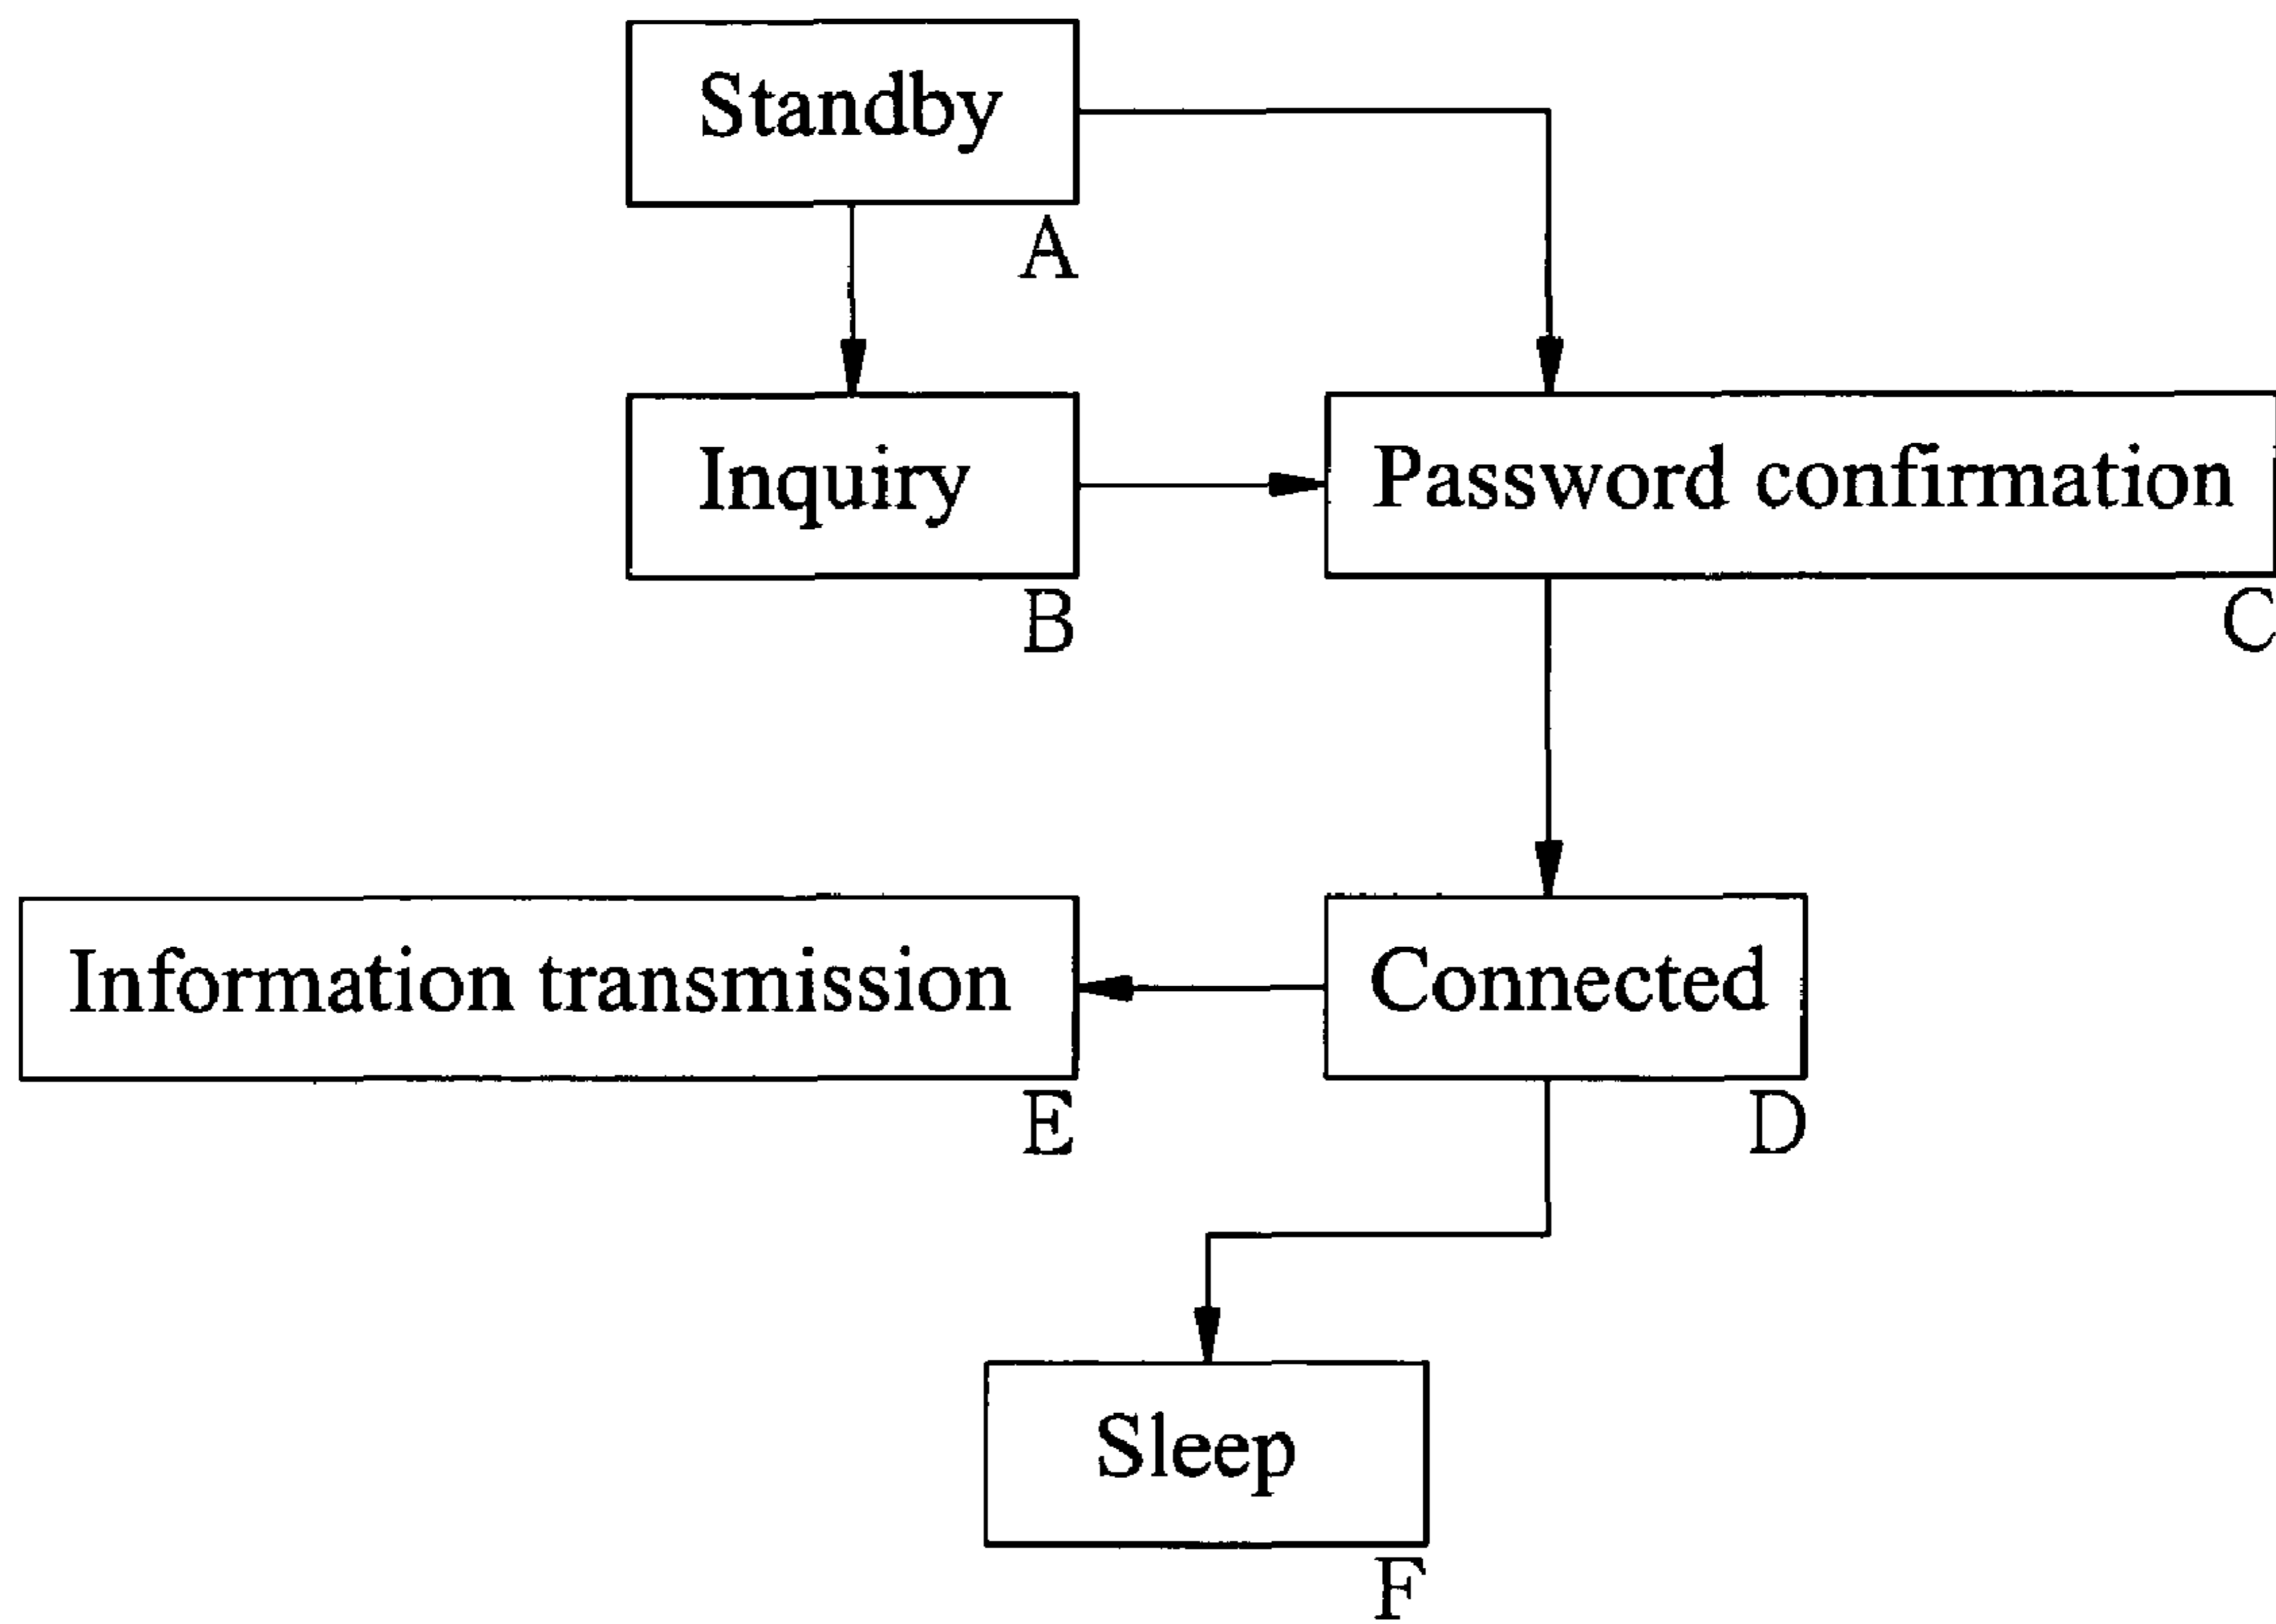 Standby
A
Inquiry
B
Password confirmation
C
Information transmission
E
Connected
D
Sleep
F